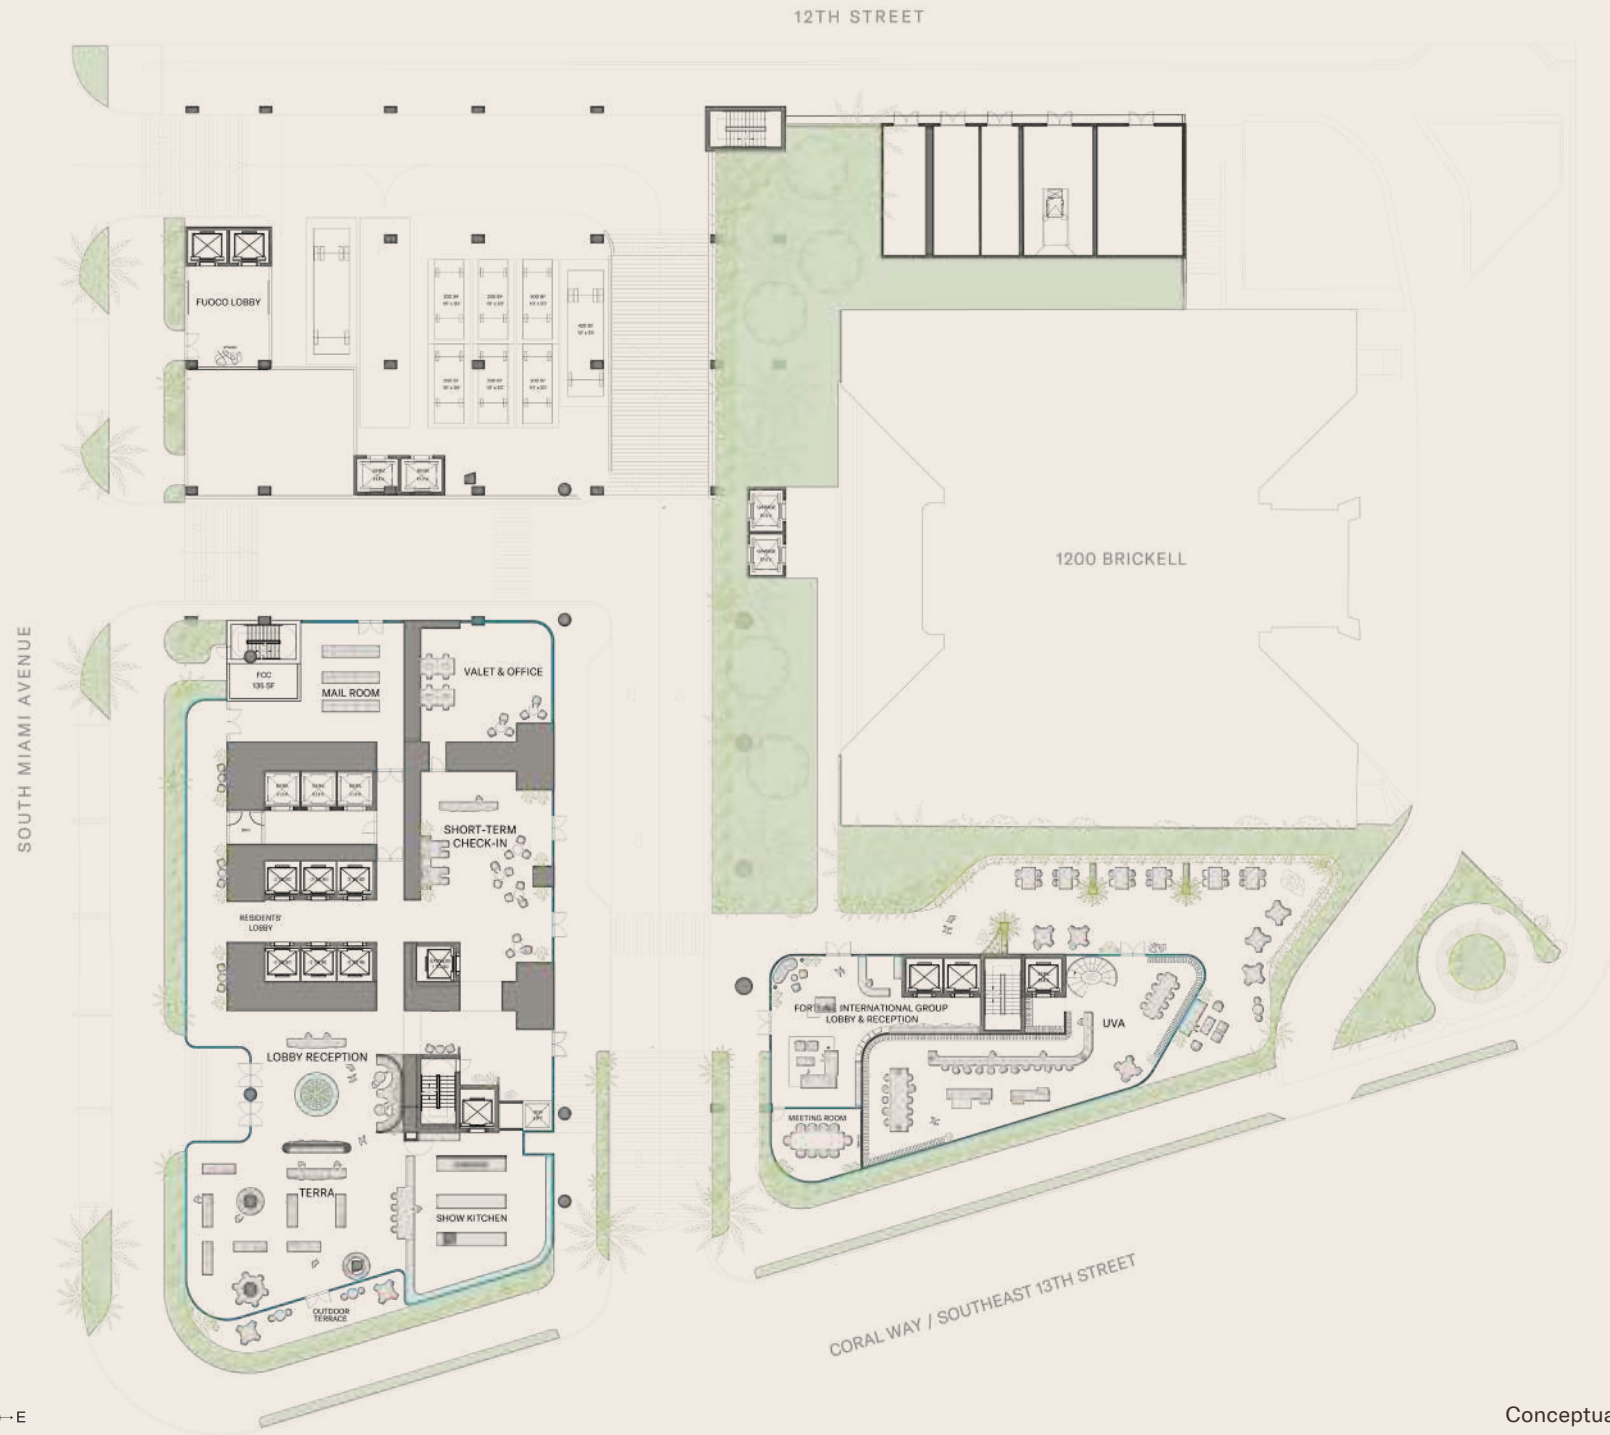 12TH STREET
FUOCO LOBBY
1200 BRICKELL
SOUTH MIAMI AVENUE
FCC
135 SF
MAIL ROOM
VALET & OFFICE
SHORT-TERM
CHECK-IN
RESIDENTS'
LOBBY
LOBBY RECEPTION
INTERNATIONAL GROUP
LOBBY & RECEPTION
UVA
MEETING ROOM
TERRA
SHOW KITCHEN
OUTDOOR
TERRACE
CORAL WAY / SOUTHEAST 13TH STREET
E
Conceptua